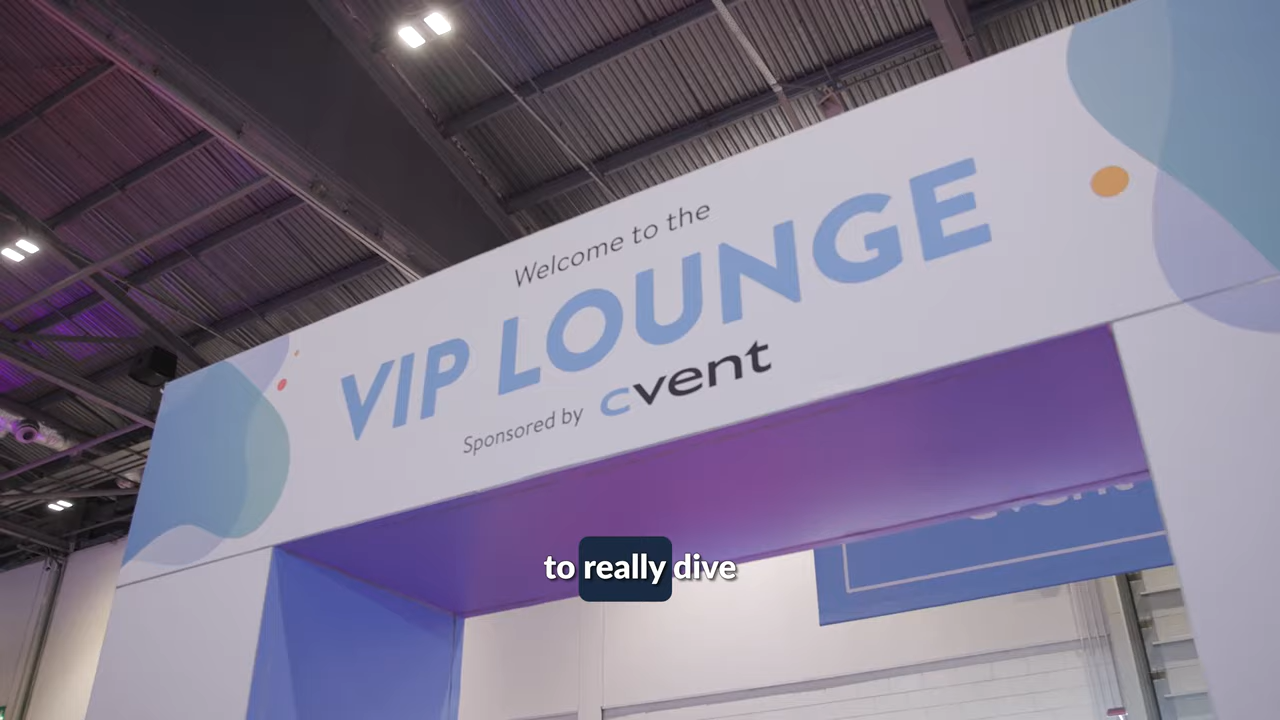 Welcome to the
VIP LOUNGE
Sponsored by cvent
to really dive